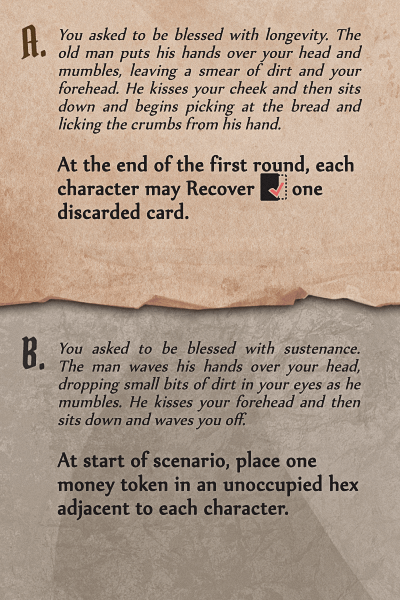 A. You asked to be blessed with longevity. The
old man puts his hands over your head and
mumbles, leaving a smear of dirt and your
forehead. He kisses your cheek and then sits
down and begins picking at the bread and
licking the crumbs from his hand.
At the end of the first round, each
character may Recover one
discarded card.
B. You asked to be blessed with sustenance.
The man waves his hands over your head,
dropping small bits of dirt in your eyes as he
mumbles. He kisses your forehead and then
sits down and waves you off.
At start of scenario, place one
money token in an unoccupied hex
adjacent to each character.